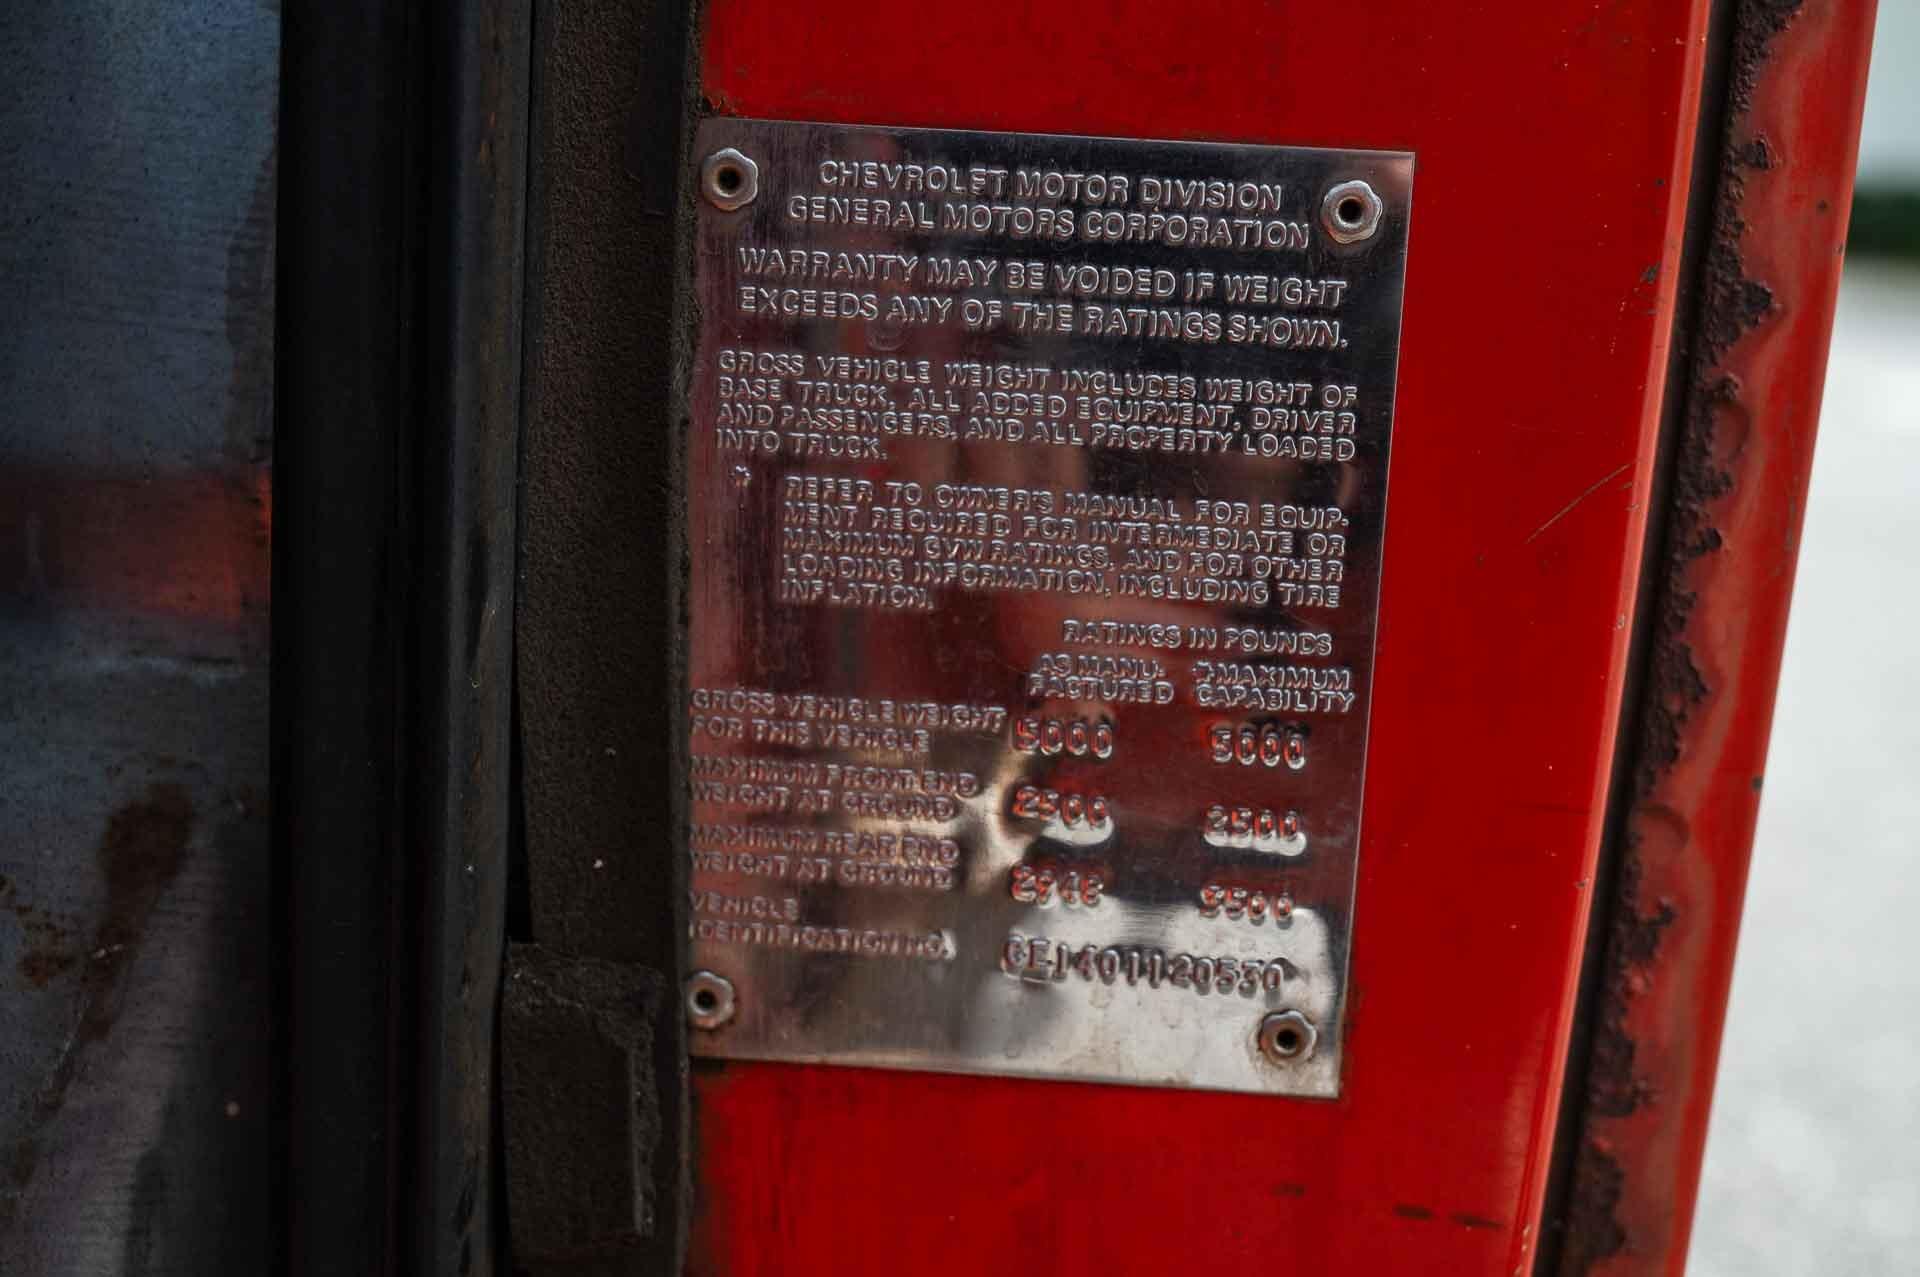 CHEVROLET MOTOR DIVISION
GENERAL MOTORS CORPORATION
WARRANTY MAY BE VOIDED IF WEIGHT
EXCEEDS ANY OF THE RATINGS SHOWN.
GROSS VEHICLE WEIGHT INCLUDES WEIGHT OF
BASE TRUCK, ALL ADDED EQUIPMENT, DRIVER
AND PASSENGERS, AND ALL PROPERTY LOADED
INTO TRUCK.
* REFER TO OWNER'S MANUAL FOR EQUIP-
MENT REQUIRED FOR INTERMEDIATE OR
MAXIMUM GVW RATINGS, AND FOR OTHER
LOADING INFORMATION, INCLUDING TIRE
INFLATION.
RATINGS IN POUNDS
AS MANU- *MAXIMUM
FACTURED CAPABILITY
GROSS VEHICLE WEIGHT
FOR THIS VEHICLE 5000 5000
MAXIMUM FRONT END
WEIGHT AT GROUND 2500 2500
MAXIMUM REAR END
WEIGHT AT GROUND 2948 3500
VEHICLE
IDENTIFICATION NO.